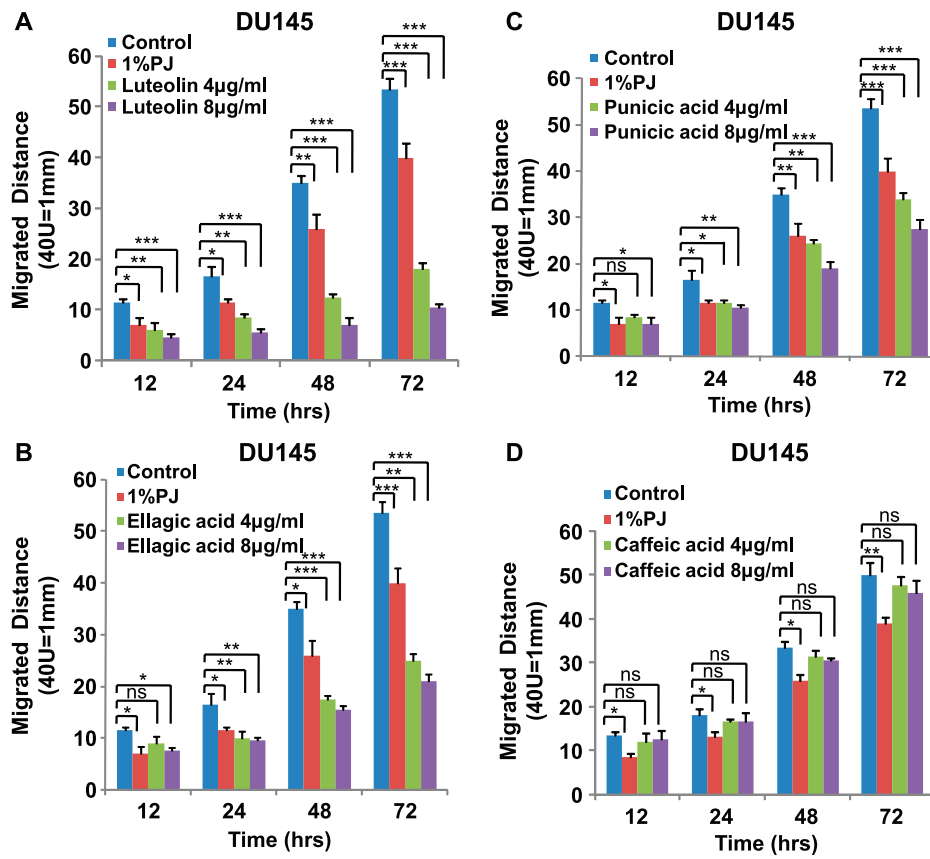 A
DU145
Control
1%PJ
Luteolin 4µg/ml
Luteolin 8µg/ml
Migrated Distance
(40U=1mm)
60
50
40
30
20
10
0
***
**
*
***
**
*
***
***
**
***
***
***
12 24 48 72
Time (hrs)
B
DU145
Control
1%PJ
Ellagic acid 4µg/ml
Ellagic acid 8µg/ml
Migrated Distance
(40U=1mm)
60
50
40
30
20
10
0
*
ns
*
**
**
*
***
***
*
***
**
***
12 24 48 72
Time (hrs)
C
DU145
Control
1%PJ
Punicic acid 4µg/ml
Punicic acid 8µg/ml
Migrated Distance
(40U=1mm)
60
50
40
30
20
10
0
*
ns
*
**
*
*
***
**
**
***
***
***
12 24 48 72
Time (hrs)
D
DU145
Control
1%PJ
Caffeic acid 4µg/ml
Caffeic acid 8µg/ml
Migrated Distance
(40U=1mm)
60
50
40
30
20
10
0
ns
ns
*
ns
ns
*
ns
ns
*
ns
ns
**
12 24 48 72
Time (hrs)